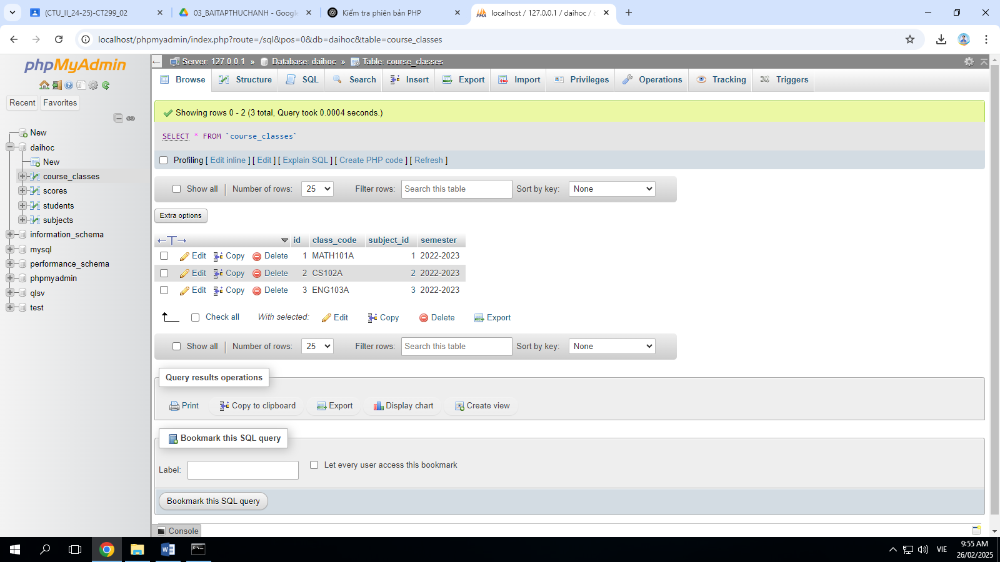 (CTU_II_24-25)-CT299_02
03_BAITAPTHUCHANH - Google
Kiểm tra phiên bản PHP
localhost / 127.0.0.1 / daihoc / c
localhost/phpmyadmin/index.php?route=/sql&pos=0&db=daihoc&table=course_classes
phpMyAdmin
Recent Favorites
New
daihoc
New
course_classes
scores
students
subjects
information_schema
mysql
performance_schema
phpmyadmin
qlsv
test
Server: 127.0.0.1 » Database: daihoc » Table: course_classes
Browse Structure SQL Search Insert Export Import Privileges Operations Tracking Triggers
Showing rows 0 - 2 (3 total, Query took 0.0004 seconds.)
SELECT * FROM `course_classes`
Profiling [ Edit inline ] [ Edit ] [ Explain SQL ] [ Create PHP code ] [ Refresh ]
Show all Number of rows: 25 Filter rows: Search this table Sort by key: None
Extra options
←T→ id class_code subject_id semester
Edit Copy Delete 1 MATH101A 1 2022-2023
Edit Copy Delete 2 CS102A 2 2022-2023
Edit Copy Delete 3 ENG103A 3 2022-2023
Check all With selected: Edit Copy Delete Export
Show all Number of rows: 25 Filter rows: Search this table Sort by key: None
Query results operations
Print Copy to clipboard Export Display chart Create view
Bookmark this SQL query
Label: Let every user access this bookmark
Bookmark this SQL query
Console
VIE
9:55 AM
26/02/2025